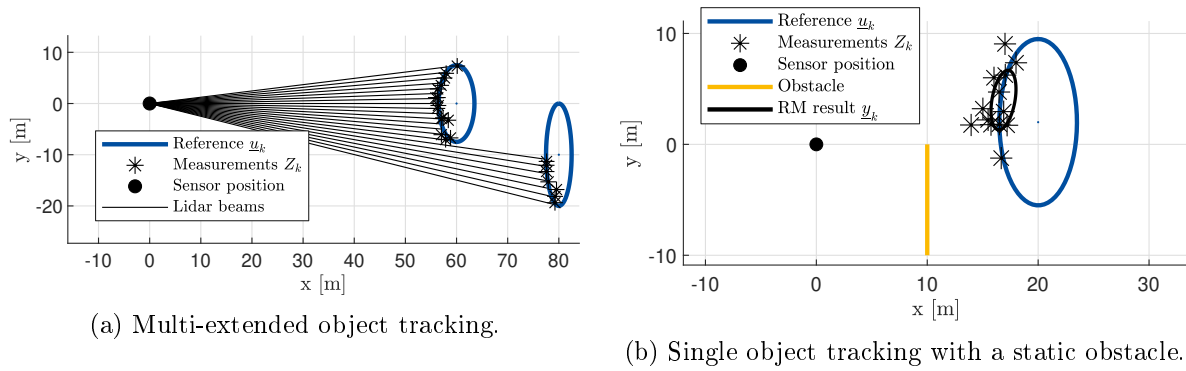 10
0
-10
-20
y [m]
-10
0
10
20
30
40
50
60
70
80
x [m]
Reference u_k
Measurements Z_k
Sensor position
Lidar beams
(a) Multi-extended object tracking.
10
0
-10
y [m]
-10
0
10
20
30
x [m]
Reference u_k
Measurements Z_k
Sensor position
Obstacle
RM result y_k
(b) Single object tracking with a static obstacle.